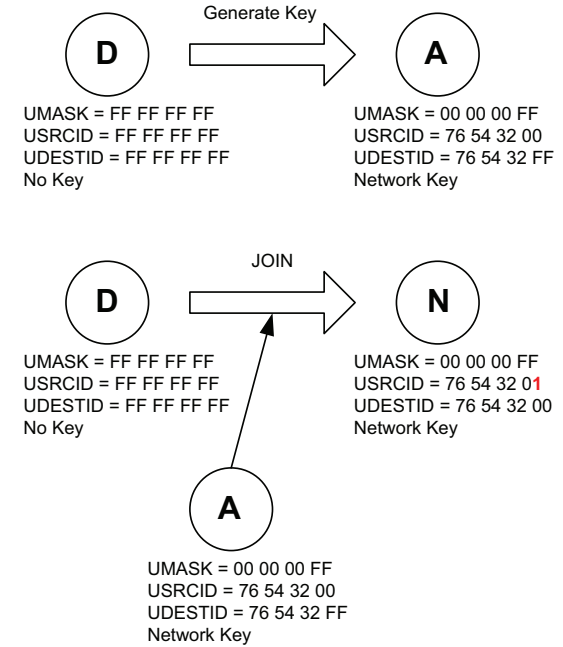 Generate Key
D
A
UMASK = FF FF FF FF
USRCID = FF FF FF FF
UDESTID = FF FF FF FF
No Key
UMASK = 00 00 00 FF
USRCID = 76 54 32 00
UDESTID = 76 54 32 FF
Network Key
JOIN
D
N
UMASK = FF FF FF FF
USRCID = FF FF FF FF
UDESTID = FF FF FF FF
No Key
UMASK = 00 00 00 FF
USRCID = 76 54 32 01
UDESTID = 76 54 32 00
Network Key
A
UMASK = 00 00 00 FF
USRCID = 76 54 32 00
UDESTID = 76 54 32 FF
Network Key